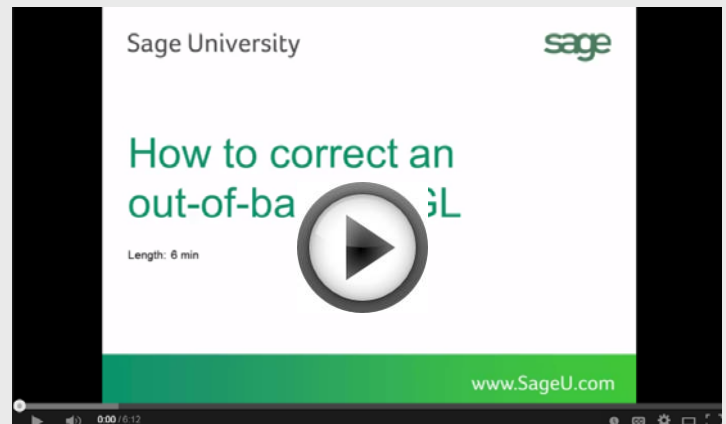 Sage University
sage
How to correct an
out-of-ba GL
Length: 6 min
www.SageU.com
0:00 / 6:12